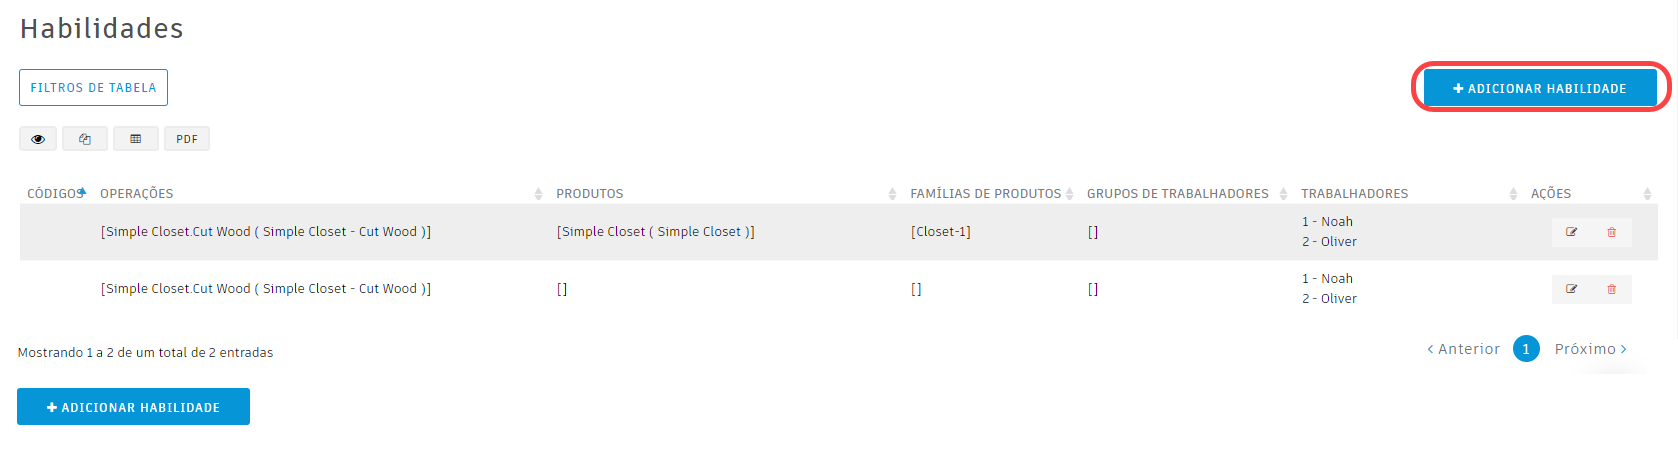 Habilidades
FILTROS DE TABELA
ADICIONAR HABILIDADE
PDF
CÓDIGOS OPERAÇÕES PRODUTOS FAMÍLIAS DE PRODUTOS GRUPOS DE TRABALHADORES TRABALHADORES AÇÕES
[Simple Closet.Cut Wood ( Simple Closet - Cut Wood )] [Simple Closet ( Simple Closet )] [Closet-1] [] 1 - Noah
2 - Oliver
[Simple Closet.Cut Wood ( Simple Closet - Cut Wood )] [] [] [] 1 - Noah
2 - Oliver
Mostrando 1 a 2 de um total de 2 entradas
< Anterior 1 Próximo >
ADICIONAR HABILIDADE